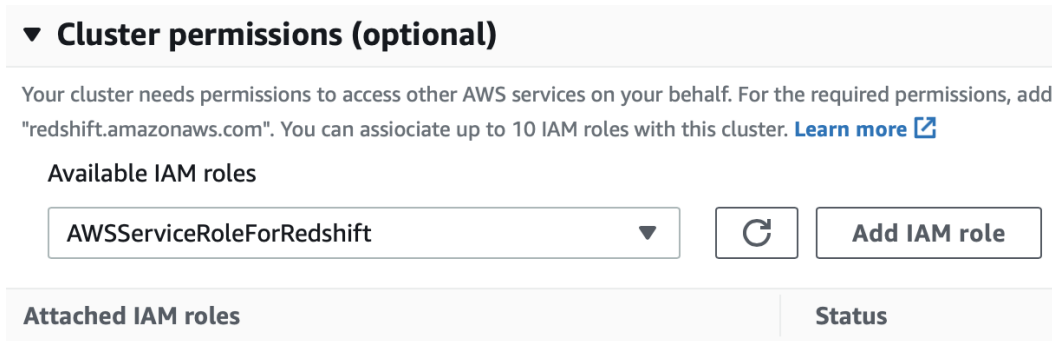 Cluster permissions (optional)
Your cluster needs permissions to access other AWS services on your behalf. For the required permissions, add
"redshift.amazonaws.com". You can assiociate up to 10 IAM roles with this cluster. Learn more
Available IAM roles
AWSServiceRoleForRedshift
Add IAM role
Attached IAM roles
Status